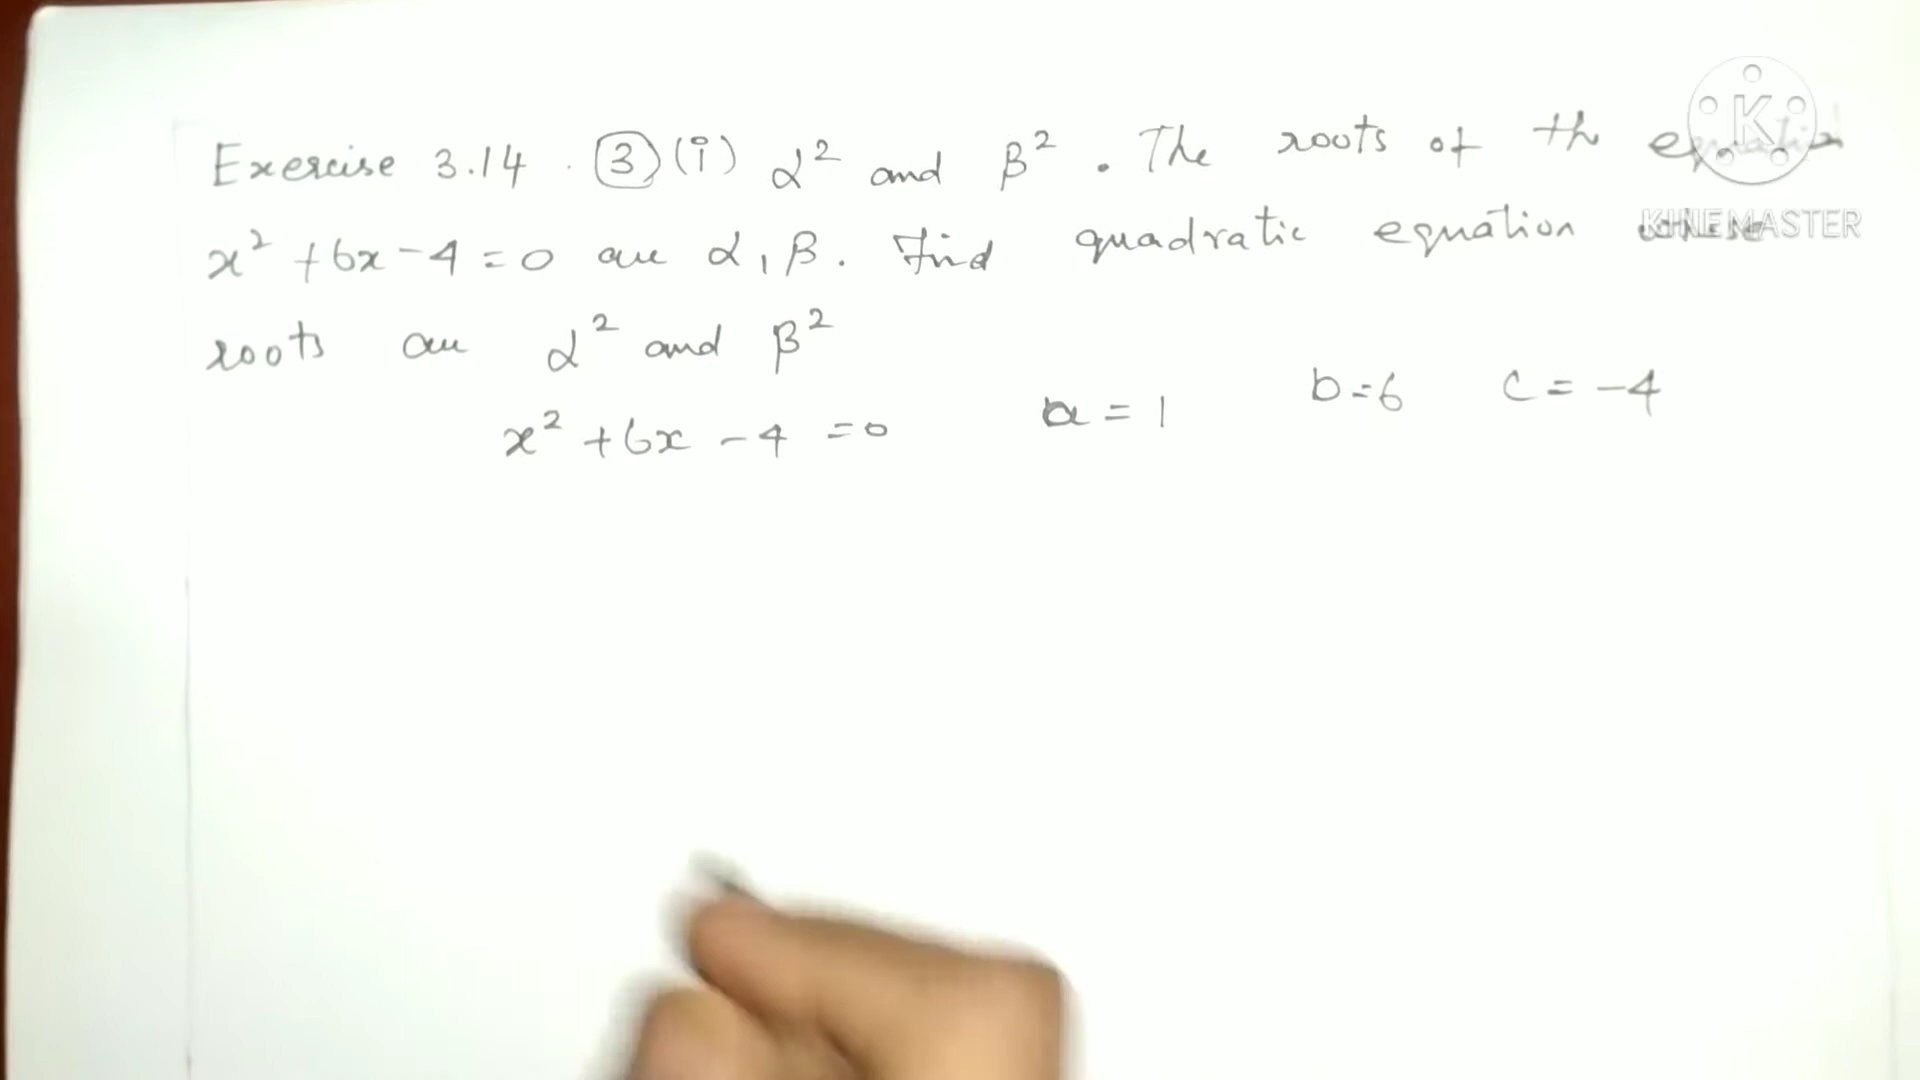 Exercise 3.14 . ③ (i) α² and β² . The roots of th
x² + 6x - 4 = 0 are α, β. Find quadratic equation
roots are α² and β²
x² + 6x - 4 = 0 a = 1 b = 6 c = -4
K
KINEMASTER